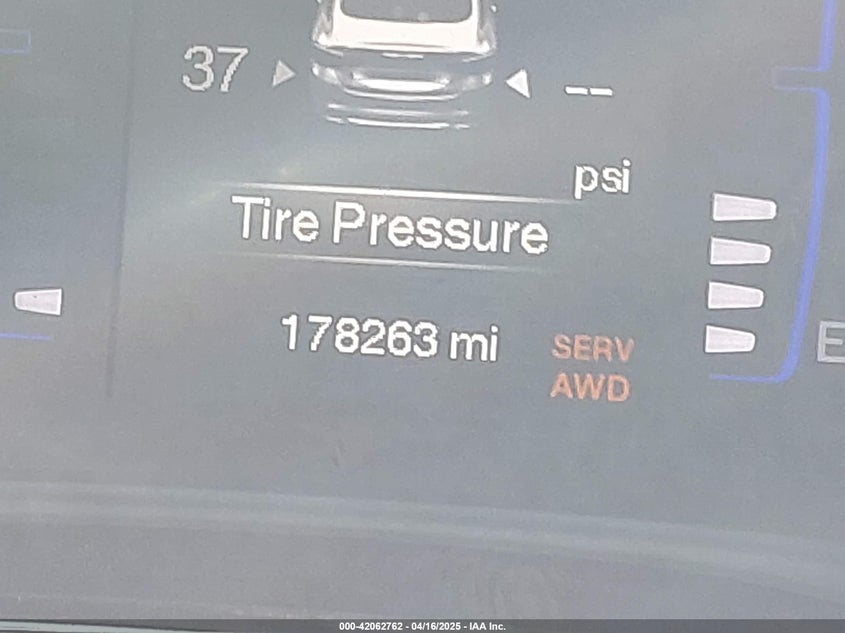 37 --
psi
Tire Pressure
178263 mi
SERV
AWD
E
000-42062762 - 04/16/2025 - IAA Inc.